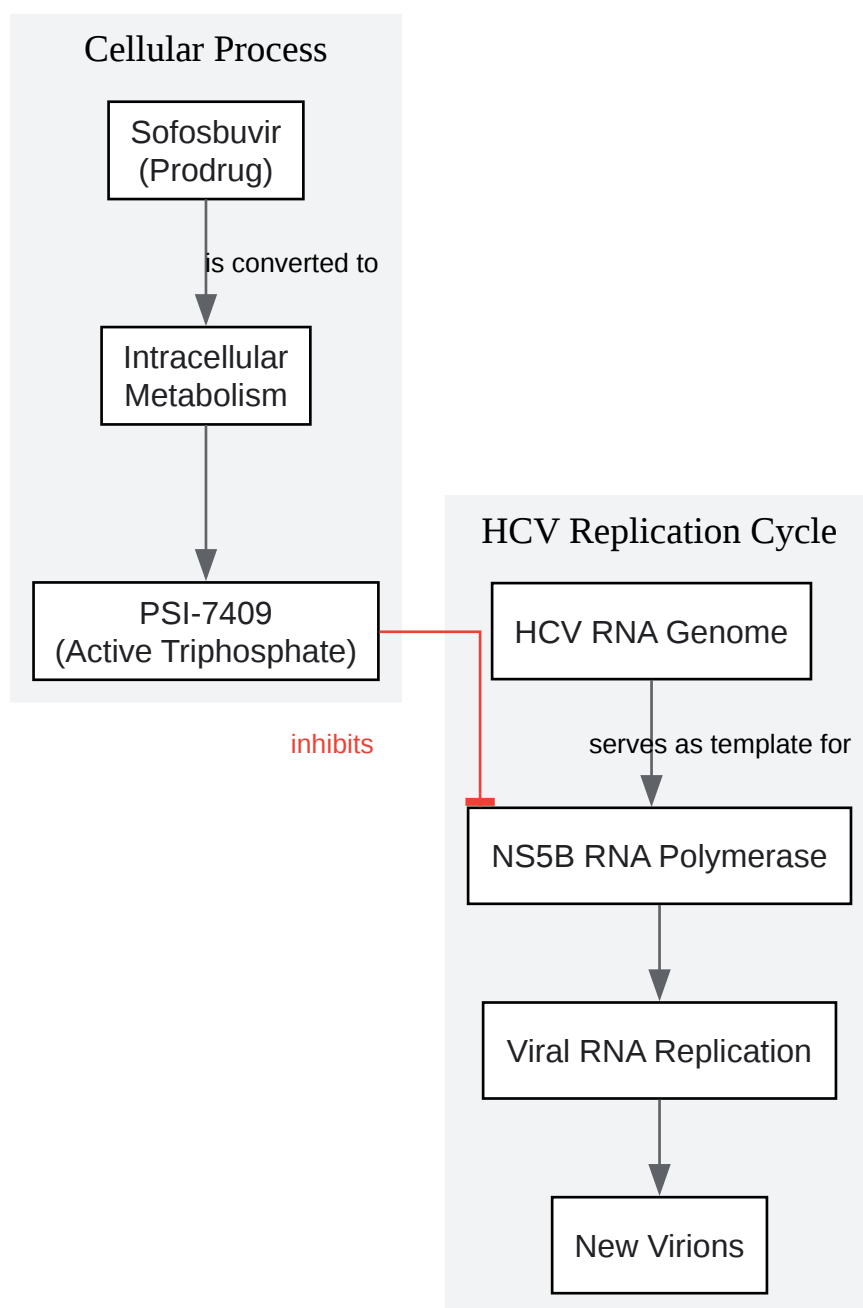 Cellular Process
Sofosbuvir
(Prodrug)
is converted to
Intracellular
Metabolism
PSI-7409
(Active Triphosphate)
inhibits
HCV Replication Cycle
HCV RNA Genome
serves as template for
NS5B RNA Polymerase
Viral RNA Replication
New Virions